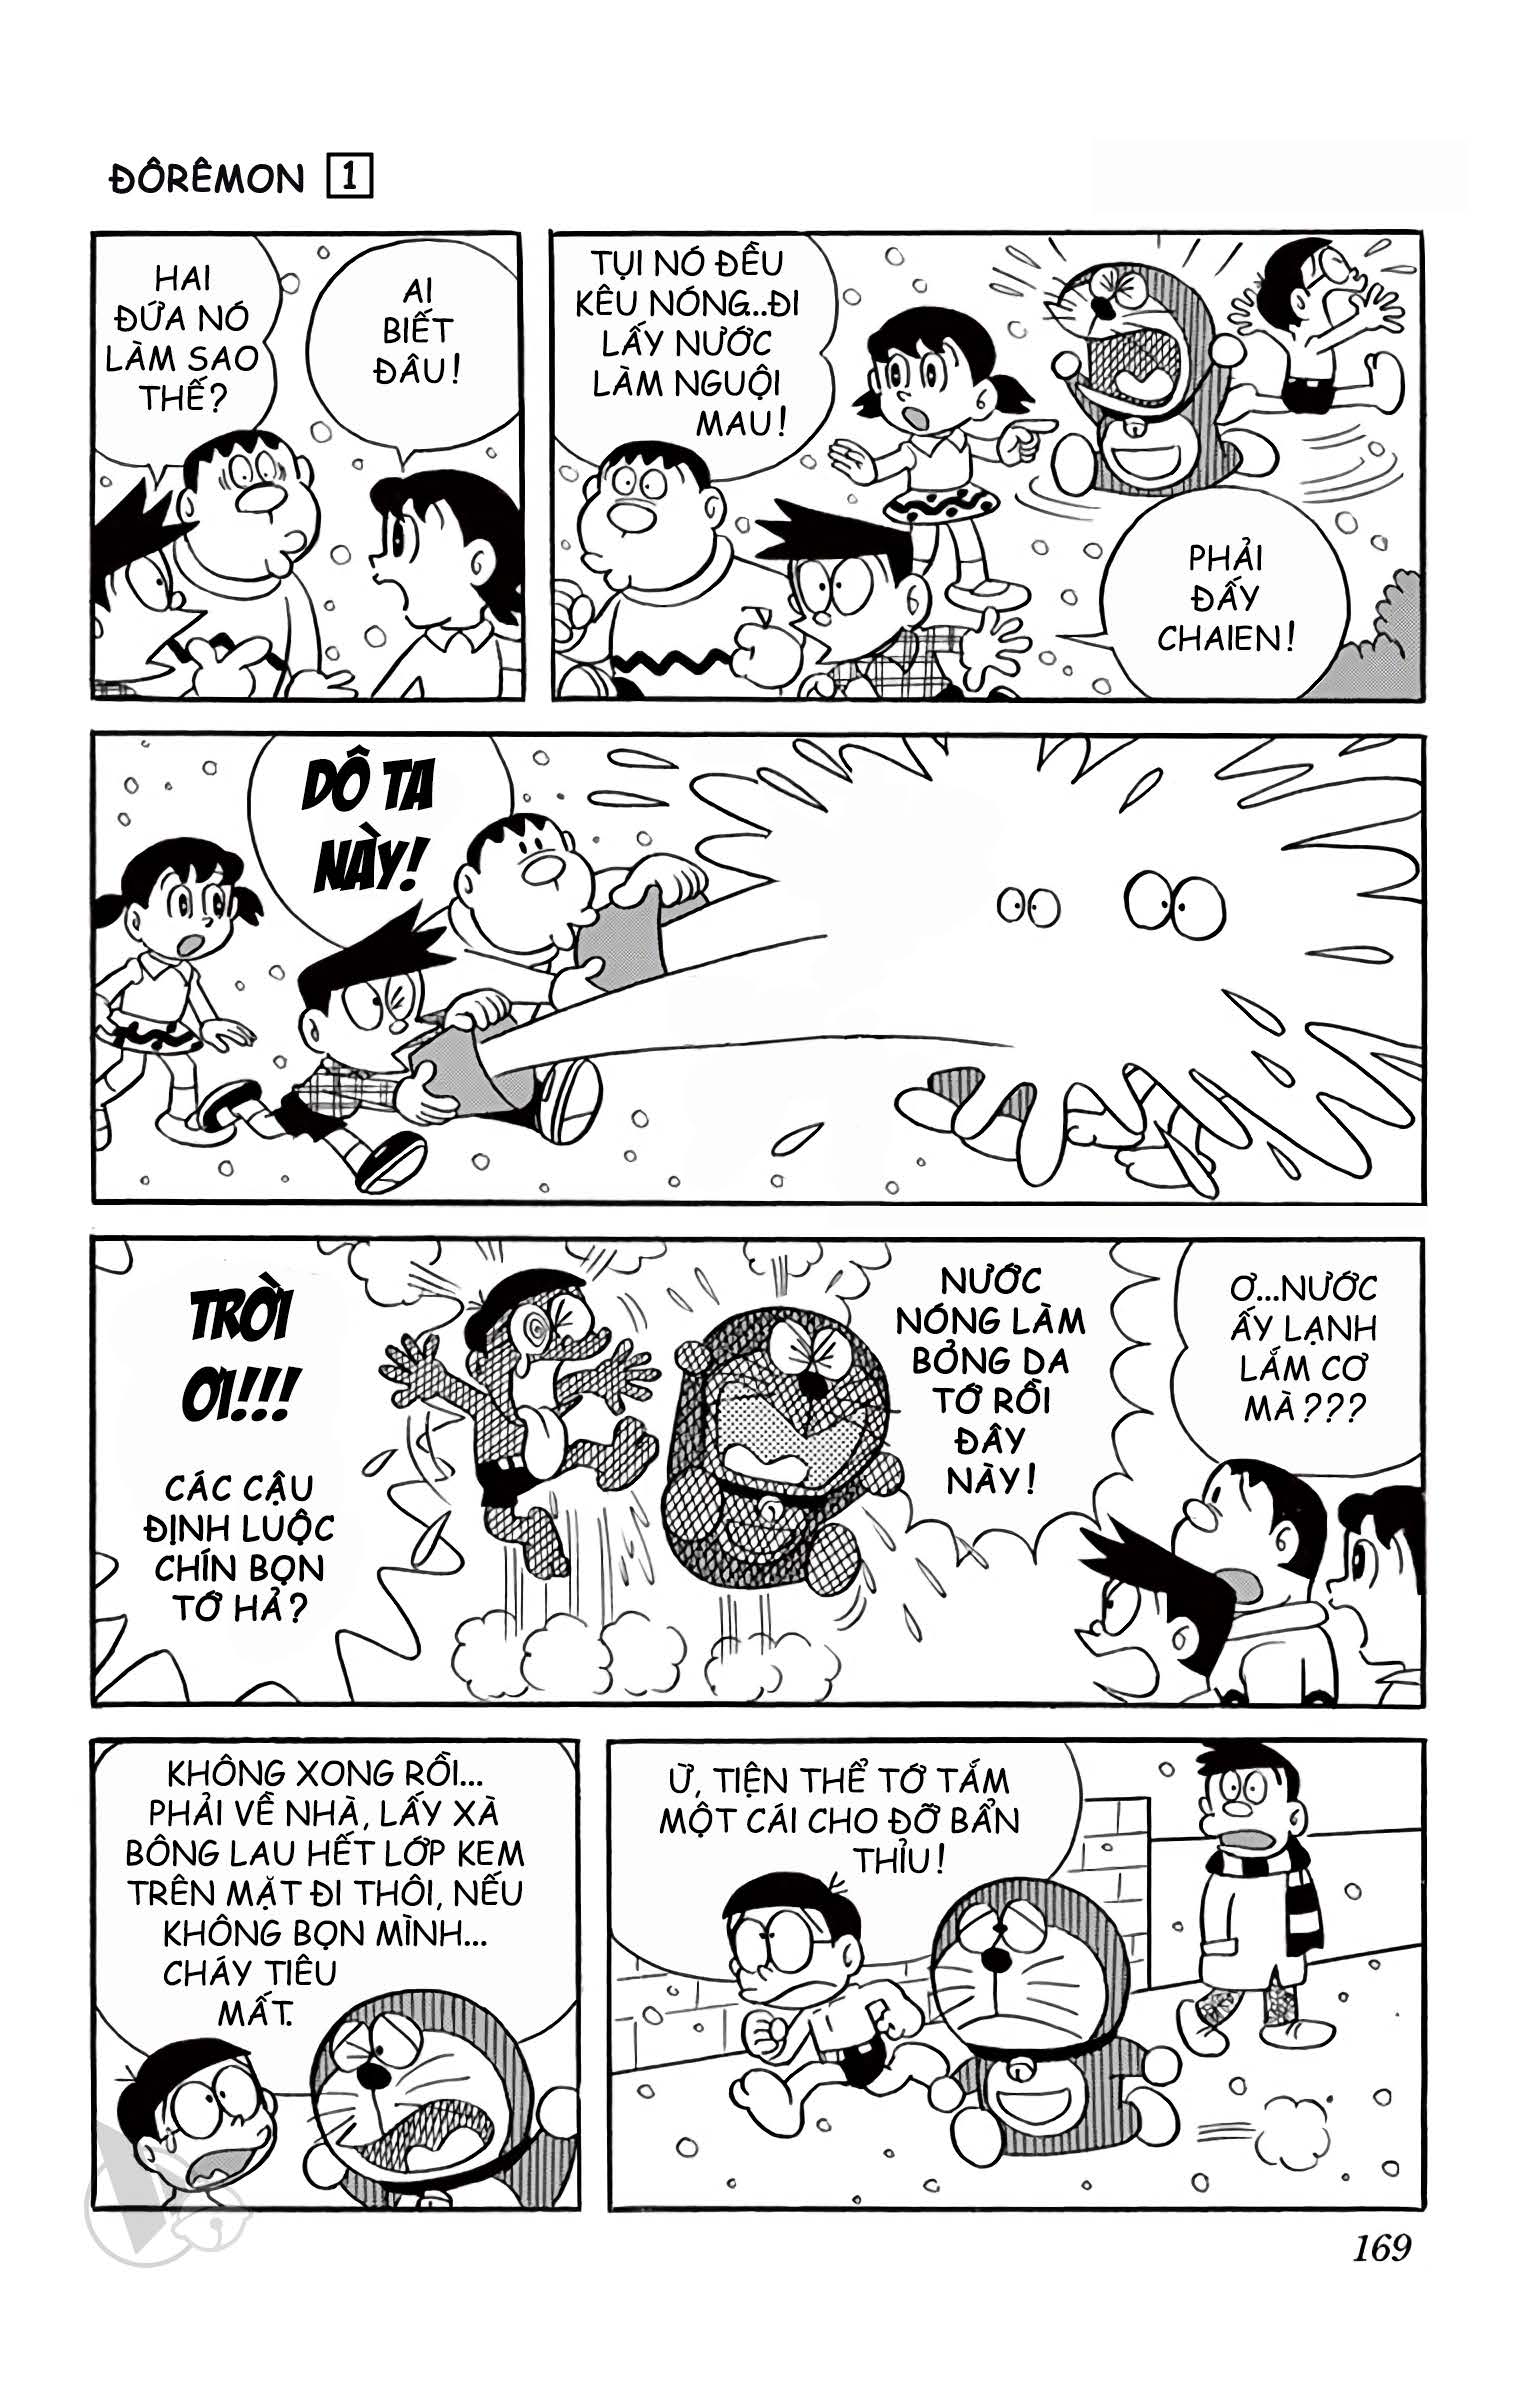 ĐÔRÊMON 1
HAI
ĐỨA NÓ
LÀM SAO
THẾ?
AI
BIẾT
ĐÂU!
TỤI NÓ ĐỀU
KÊU NÓNG...ĐI
LẤY NƯỚC
LÀM NGUỘI
MAU!
PHẢI
ĐẤY
CHAIEN!
DÔ TA
NÀY!
TRỜI
ƠI!!!
CÁC CẬU
ĐỊNH LUỘC
CHÍN BỌN
TỚ HẢ?
NƯỚC
NÓNG LÀM
BỎNG DA
TỚ RỒI
ĐÂY
NÀY!
Ơ...NƯỚC
ẤY LẠNH
LẮM CƠ
MÀ???
KHÔNG XONG RỒI...
PHẢI VỀ NHÀ, LẤY XÀ
BÔNG LAU HẾT LỚP KEM
TRÊN MẶT ĐI THÔI, NẾU
KHÔNG BỌN MÌNH...
CHÁY TIÊU
MẤT.
Ừ, TIỆN THỂ TỚ TẮM
MỘT CÁI CHO ĐỠ BẨN
THỈU!
169